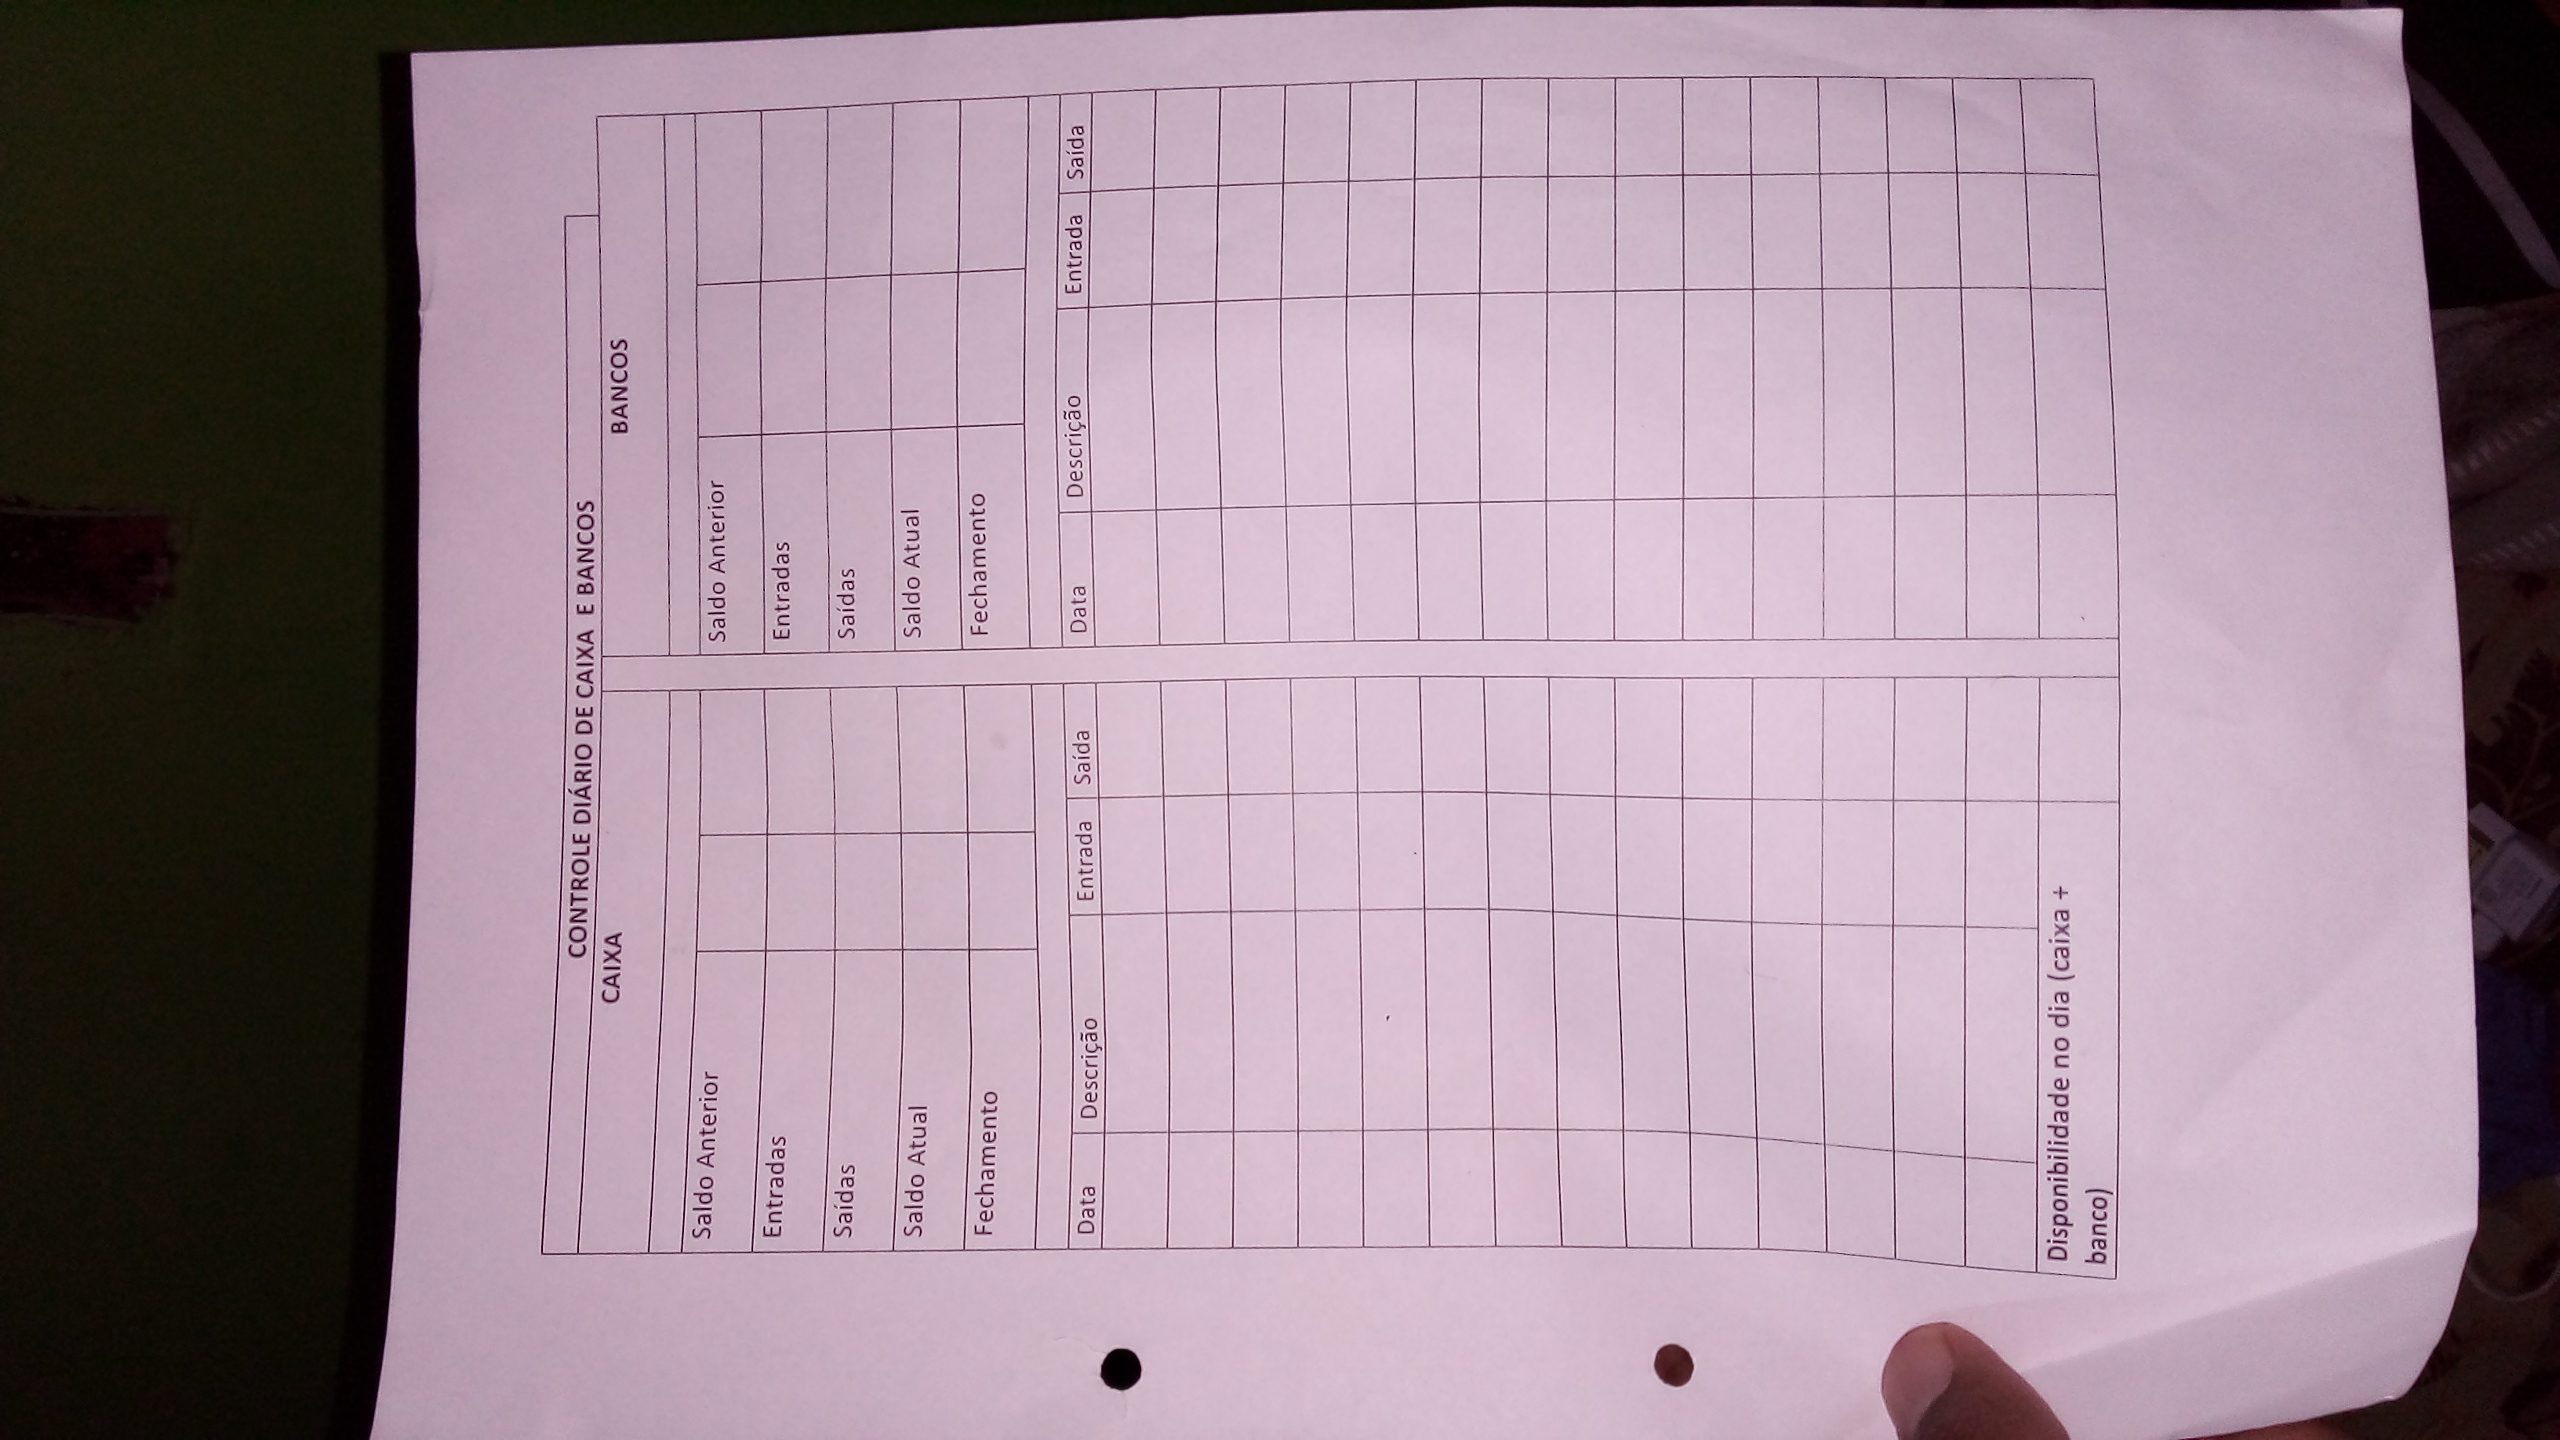 CONTROLE DIÁRIO DE CAIXA E BANCOS
CAIXA
BANCOS
Saldo Anterior
Saldo Anterior
Entradas
Entradas
Saídas
Saídas
Saldo Atual
Saldo Atual
Fechamento
Fechamento
Data Descrição Entrada Saída
Data Descrição Entrada Saída
Disponibilidade no dia (caixa +
banco)